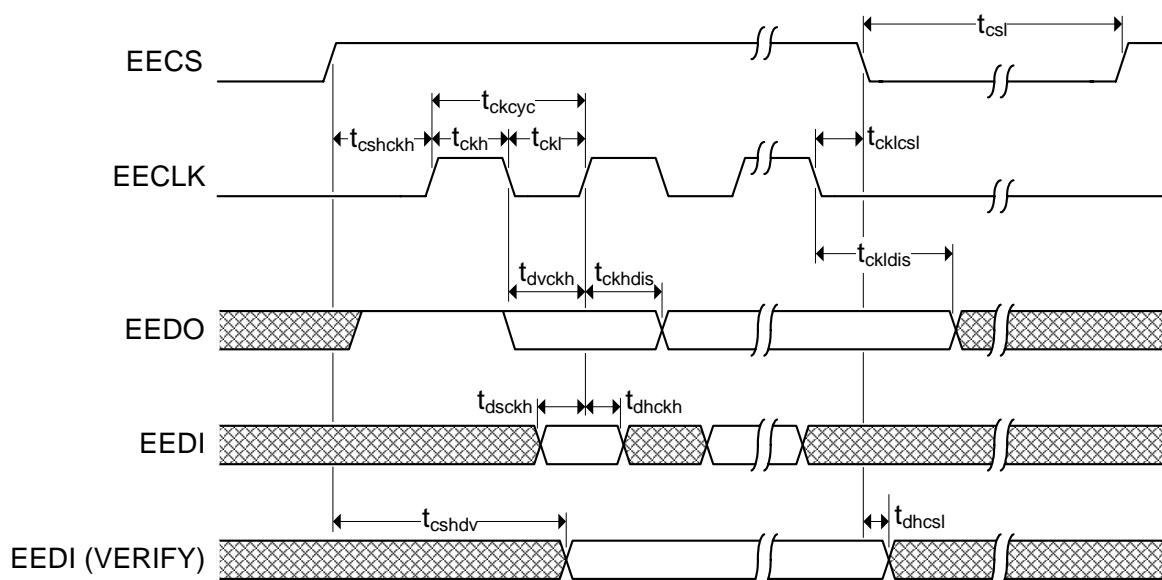 EECS
t_csl
t_ckcyc
t_cshckh
t_ckh
t_ckl
t_cklcsl
EECLK
t_dvckh
t_ckhdis
t_ckldis
EEDO
t_dsckh
t_dhckh
EEDI
t_cshdv
t_dhcsl
EEDI (VERIFY)